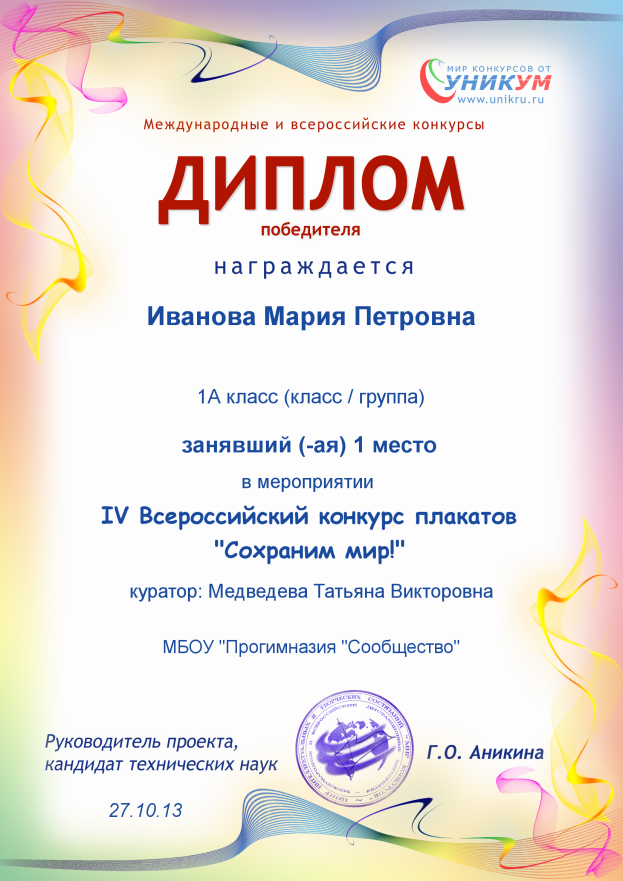 МИР КОНКУРСОВ ОТ
УНИКУМ
www.unikru.ru
Международные и всероссийские конкурсы
ДИПЛОМ
победителя
награждается
Иванова Мария Петровна
1А класс (класс / группа)
занявший (-ая) 1 место
в мероприятии
IV Всероссийский конкурс плакатов
"Сохраним мир!"
куратор: Медведева Татьяна Викторовна
МБОУ "Прогимназия "Сообщество"
Руководитель проекта,
кандидат технических наук
Г.О. Аникина
27.10.13